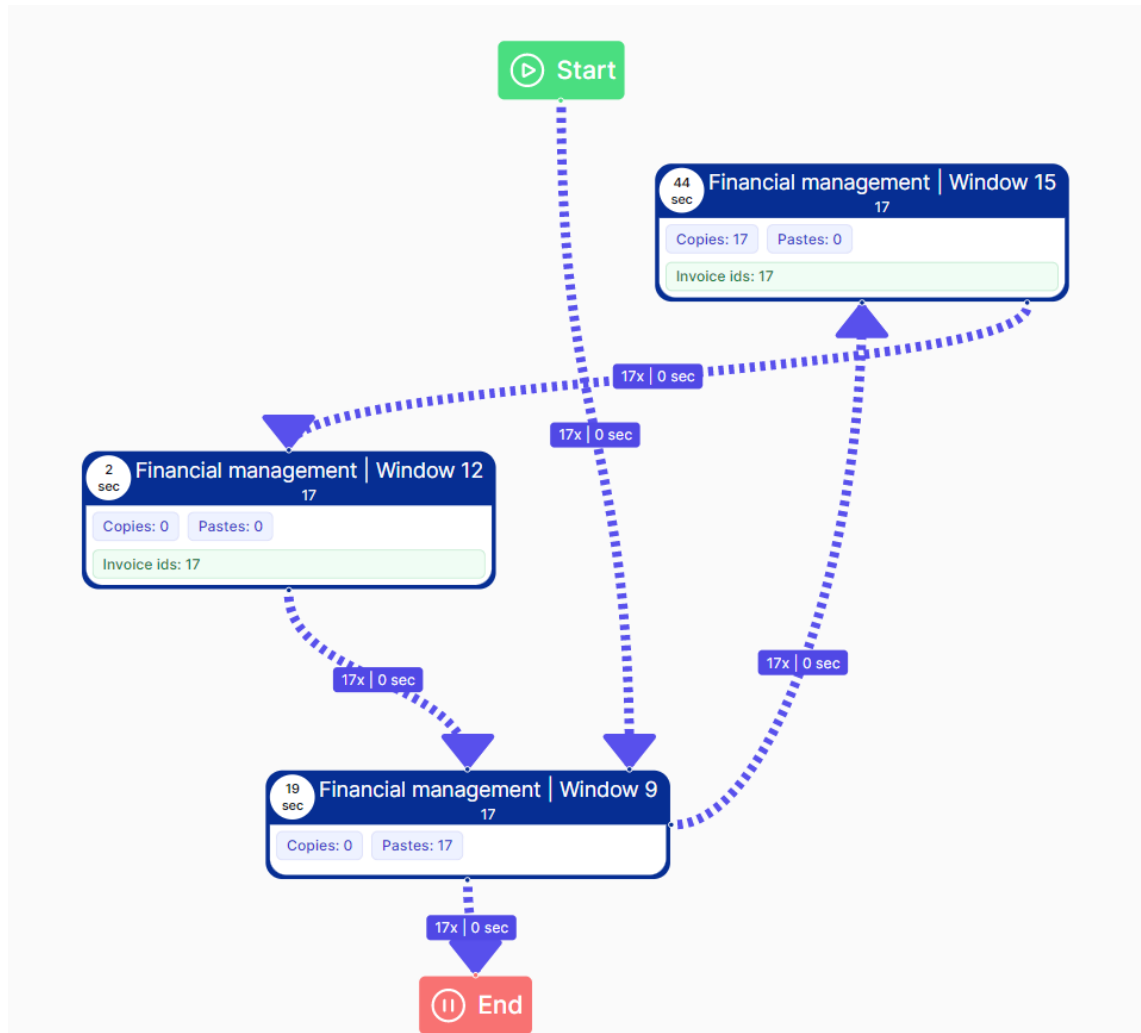 Start
44
sec
Financial management | Window 15
17
Copies: 17 Pastes: 0
Invoice ids: 17
17x | 0 sec
17x | 0 sec
2
sec
Financial management | Window 12
17
Copies: 0 Pastes: 0
Invoice ids: 17
17x | 0 sec
17x | 0 sec
19
sec
Financial management | Window 9
17
Copies: 0 Pastes: 17
17x | 0 sec
End